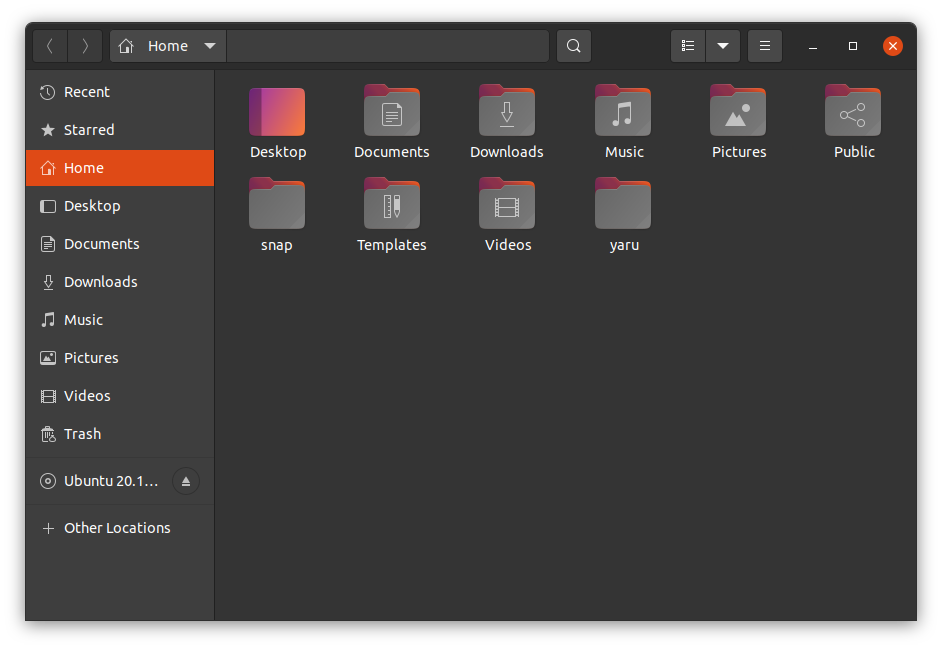 Home
Recent
Starred
Home
Desktop
Documents
Downloads
Music
Pictures
Videos
Trash
Ubuntu 20.1…
Other Locations
Desktop
Documents
Downloads
Music
Pictures
Public
snap
Templates
Videos
yaru